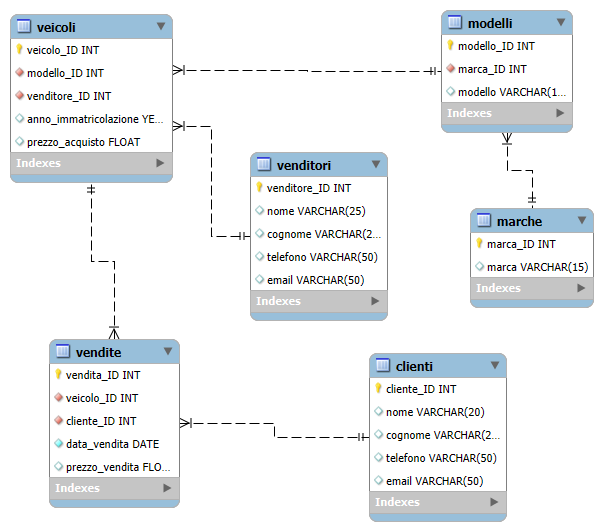 veicoli
veicolo_ID INT
modello_ID INT
venditore_ID INT
anno_immatricolazione YE...
prezzo_acquisto FLOAT
Indexes
modelli
modello_ID INT
marca_ID INT
modello VARCHAR(1...
Indexes
venditori
venditore_ID INT
nome VARCHAR(25)
cognome VARCHAR(2...
telefono VARCHAR(50)
email VARCHAR(50)
Indexes
marche
marca_ID INT
marca VARCHAR(15)
Indexes
vendite
vendita_ID INT
veicolo_ID INT
cliente_ID INT
data_vendita DATE
prezzo_vendita FLO...
Indexes
clienti
cliente_ID INT
nome VARCHAR(20)
cognome VARCHAR(2...
telefono VARCHAR(50)
email VARCHAR(50)
Indexes